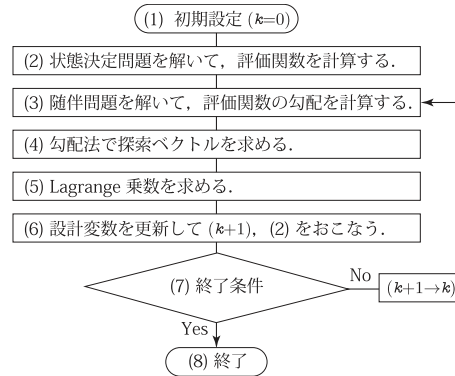 (1) 初期設定 (k=0)
(2) 状態決定問題を解いて，評価関数を計算する．
(3) 随伴問題を解いて，評価関数の勾配を計算する．
(4) 勾配法で探索ベクトルを求める．
(5) Lagrange 乗数を求める．
(6) 設計変数を更新して (k+1)，(2) をおこなう．
(7) 終了条件
No
(k+1→k)
Yes
(8) 終了